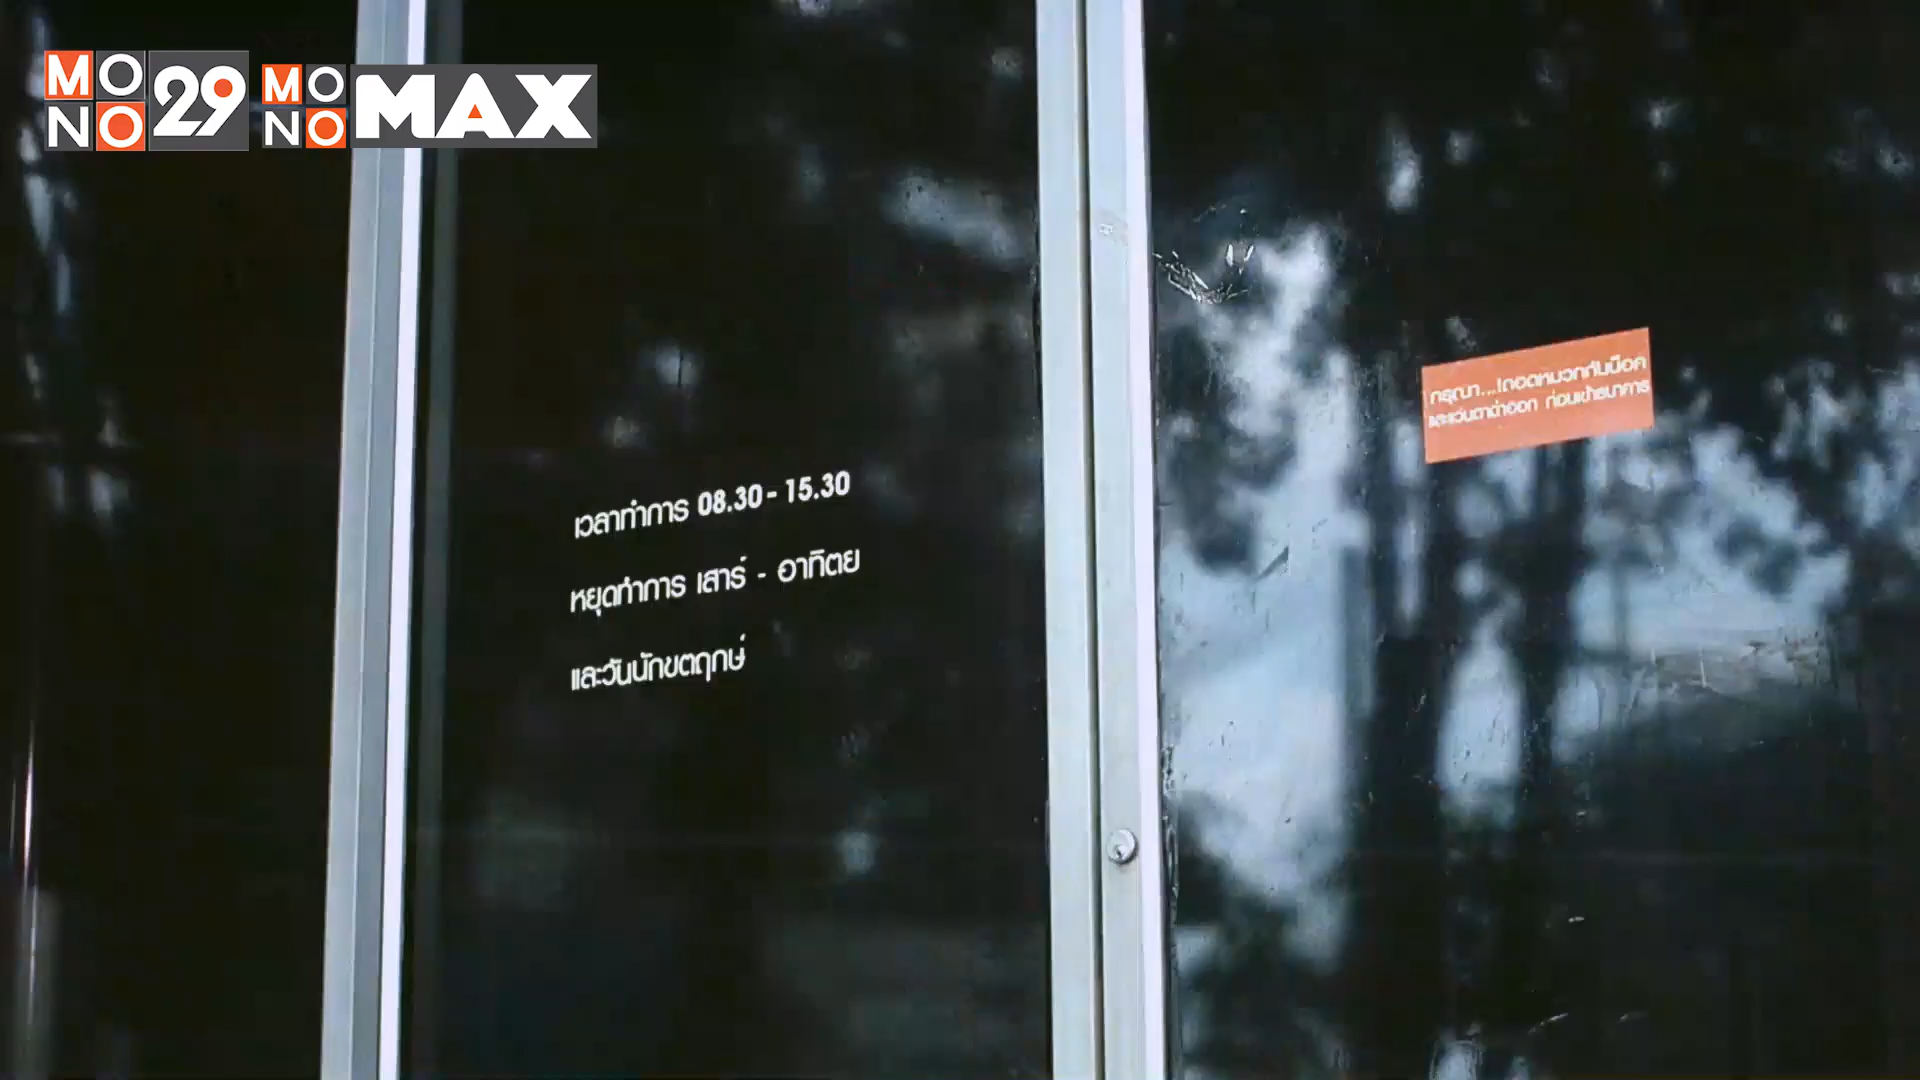 MONO 29 MONO MAX
เวลาทำการ 08.30 - 15.30
หยุดทำการ เสาร์ - อาทิตย
และวันนักขตฤกษ์
กรุณา...!ถอดหมวกกันน็อค
และแว่นตาดำออก ก่อนเข้าธนาคาร